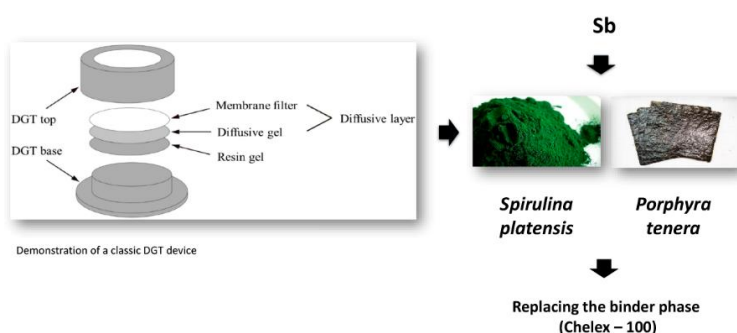 DGT top
DGT base
Membrane filter
Diffusive gel
Resin gel
Diffusive layer
Demonstration of a classic DGT device
Sb
Spirulina
platensis
Porphyra
tenera
Replacing the binder phase
(Chelex – 100)